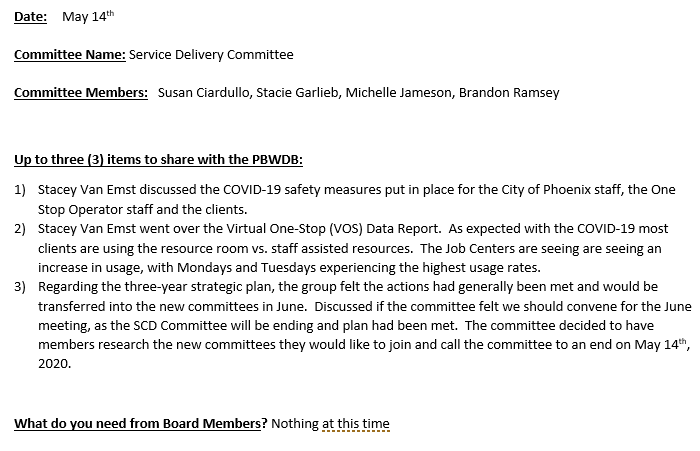 Date: May 14th
Committee Name: Service Delivery Committee
Committee Members: Susan Ciardullo, Stacie Garlieb, Michelle Jameson, Brandon Ramsey
Up to three (3) items to share with the PBWDB:
1) Stacey Van Emst discussed the COVID-19 safety measures put in place for the City of Phoenix staff, the One
Stop Operator staff and the clients.
2) Stacey Van Emst went over the Virtual One-Stop (VOS) Data Report. As expected with the COVID-19 most
clients are using the resource room vs. staff assisted resources. The Job Centers are seeing are seeing an
increase in usage, with Mondays and Tuesdays experiencing the highest usage rates.
3) Regarding the three-year strategic plan, the group felt the actions had generally been met and would be
transferred into the new committees in June. Discussed if the committee felt we should convene for the June
meeting, as the SCD Committee will be ending and plan had been met. The committee decided to have
members research the new committees they would like to join and call the committee to an end on May 14th,
2020.
What do you need from Board Members? Nothing at this time